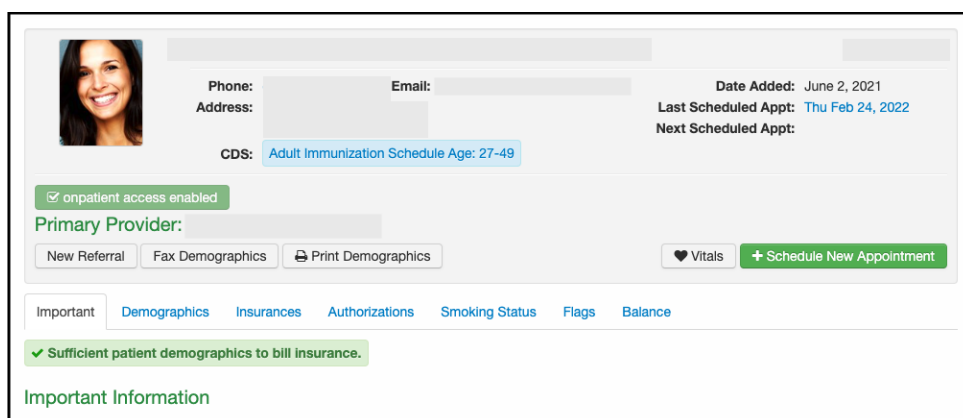 Phone: Email: Date Added: June 2, 2021
Address: Last Scheduled Appt: Thu Feb 24, 2022
Next Scheduled Appt:
CDS: Adult Immunization Schedule Age: 27-49
onpatient access enabled
Primary Provider:
New Referral Fax Demographics Print Demographics Vitals + Schedule New Appointment
Important Demographics Insurances Authorizations Smoking Status Flags Balance
Sufficient patient demographics to bill insurance.
Important Information